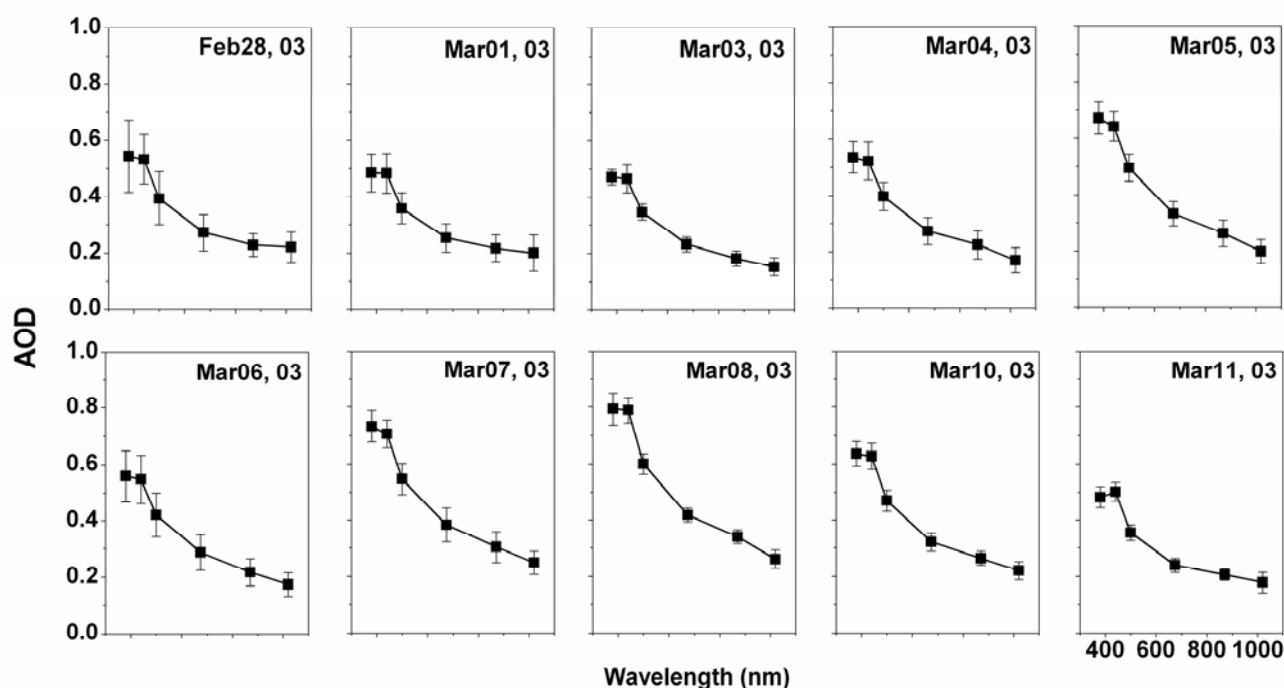 1.0
Feb28, 03
Mar01, 03
Mar03, 03
Mar04, 03
Mar05, 03
0.8
0.6
0.4
0.2
0.0
AOD
1.0
Mar06, 03
Mar07, 03
Mar08, 03
Mar10, 03
Mar11, 03
0.8
0.6
0.4
0.2
0.0
400 600 800 1000
Wavelength (nm)